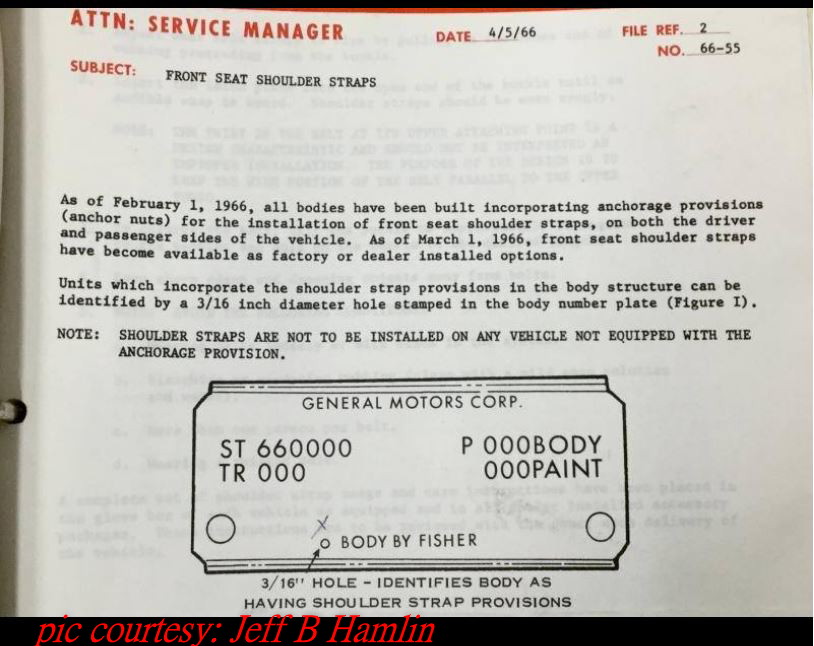 ATTN: SERVICE MANAGER
DATE 4/5/66
FILE REF. 2
NO. 66-55
SUBJECT:
FRONT SEAT SHOULDER STRAPS
As of February 1, 1966, all bodies have been built incorporating anchorage provisions
(anchor nuts) for the installation of front seat shoulder straps, on both the driver
and passenger sides of the vehicle. As of March 1, 1966, front seat shoulder straps
have become available as factory or dealer installed options.
Units which incorporate the shoulder strap provisions in the body structure can be
identified by a 3/16 inch diameter hole stamped in the body number plate (Figure I).
NOTE: SHOULDER STRAPS ARE NOT TO BE INSTALLED ON ANY VEHICLE NOT EQUIPPED WITH THE
ANCHORAGE PROVISION.
GENERAL MOTORS CORP.
ST 660000 P 000BODY
TR 000 000PAINT
X
BODY BY FISHER
3/16" HOLE - IDENTIFIES BODY AS
HAVING SHOULDER STRAP PROVISIONS
pic courtesy: Jeff B Hamlin